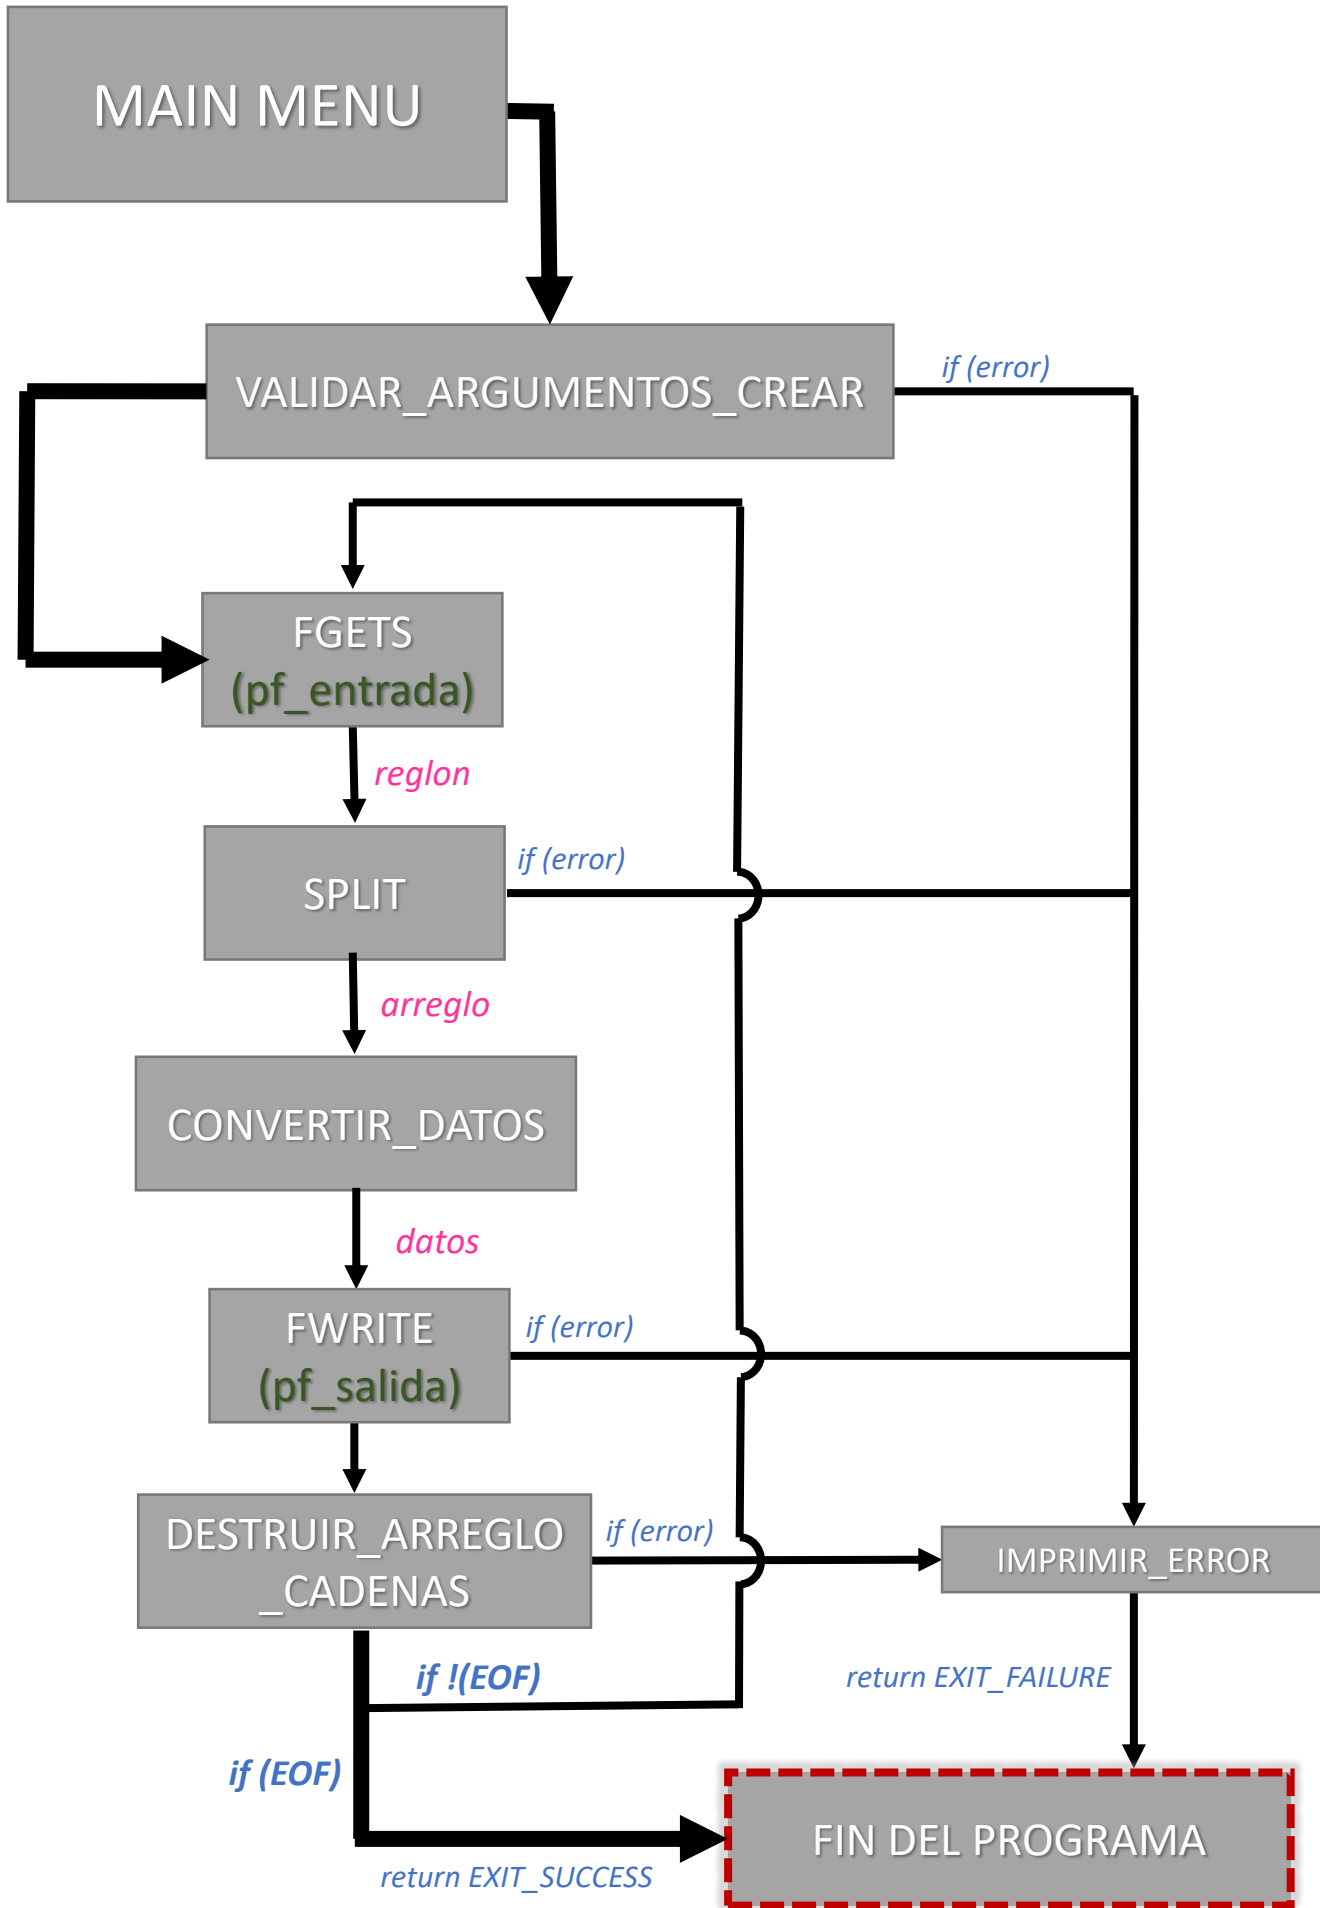 MAIN MENU
VALIDAR_ARGUMENTOS_CREAR
if (error)
FGETS
(pf_entrada)
reglon
SPLIT
if (error)
arreglo
CONVERTIR_DATOS
datos
FWRITE
(pf_salida)
if (error)
DESTRUIR_ARREGLO
_CADENAS
if (error)
IMPRIMIR_ERROR
if !(EOF)
return EXIT_FAILURE
if (EOF)
FIN DEL PROGRAMA
return EXIT_SUCCESS